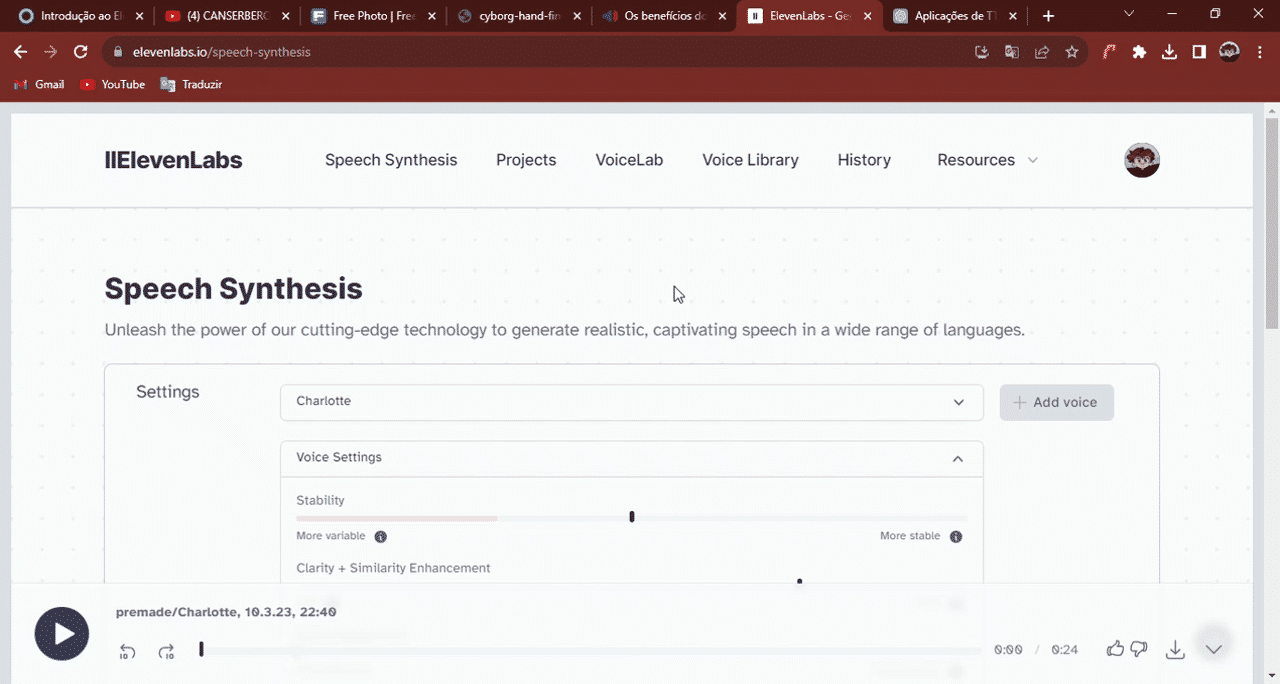 Introdução ao El
(4) CANSERBERO
Free Photo | Free
cyborg-hand-fin
Os benefícios do
ElevenLabs - Ge
Aplicações de T
elevenlabs.io/speech-synthesis
Gmail
YouTube
Traduzir
IIElevenLabs
Speech Synthesis
Projects
VoiceLab
Voice Library
History
Resources
Speech Synthesis
Unleash the power of our cutting-edge technology to generate realistic, captivating speech in a wide range of languages.
Settings
Charlotte
+ Add voice
Voice Settings
Stability
More variable
More stable
Clarity + Similarity Enhancement
premade/Charlotte, 10.3.23, 22:40
10
10
0:00 / 0:24